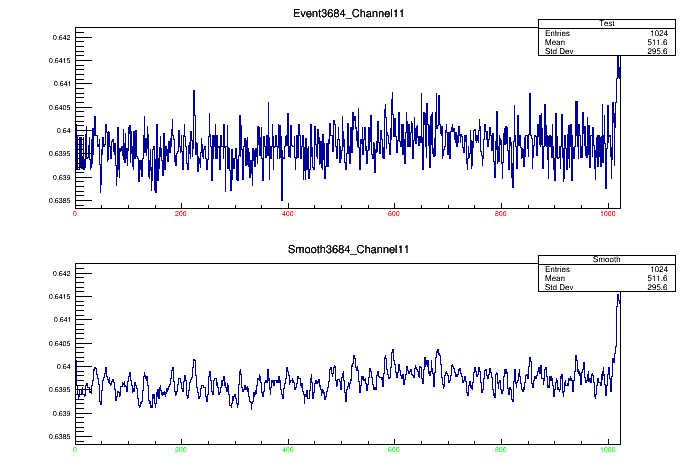 Event3684_Channel11
Test
Entries 1024
Mean 511.6
Std Dev 295.6
0.642
0.6415
0.641
0.6405
0.64
0.6395
0.639
0.6385
0 200 400 600 800 1000
Smooth3684_Channel11
Smooth
Entries 1024
Mean 511.6
Std Dev 295.6
0.642
0.6415
0.641
0.6405
0.64
0.6395
0.639
0.6385
0 200 400 600 800 1000